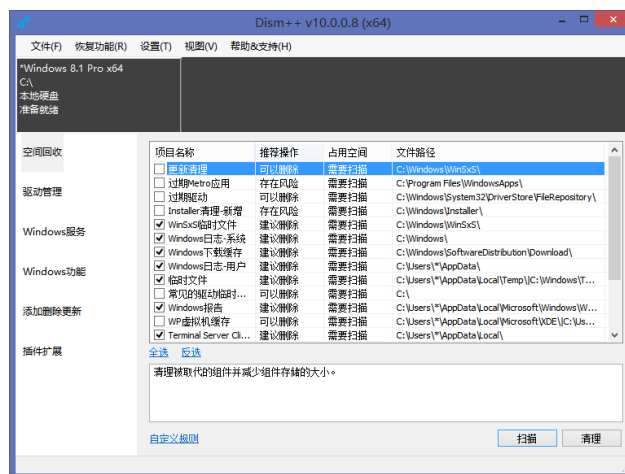 Dism++ v10.0.0.8 (x64)
文件(F) 恢复功能(R) 设置(T) 视图(V) 帮助&支持(H)
*Windows 8.1 Pro x64
C:\
本地硬盘
准备就绪
空间回收
驱动管理
Windows服务
Windows功能
添加删除更新
插件扩展
项目名称 推荐操作 占用空间 文件路径
更新清理 可以删除 需要扫描 C:\Windows\WinSxS\
过期Metro应用 存在风险 需要扫描 C:\Program Files\WindowsApps\
过期驱动 可以删除 需要扫描 C:\Windows\System32\DriverStore\FileRepository\
Installer清理-新增 存在风险 需要扫描 C:\Windows\Installer\
WinSxS临时文件 建议删除 需要扫描 C:\Windows\WinSxS\
Windows日志-系统 建议删除 需要扫描 C:\Windows\
Windows下载缓存 建议删除 需要扫描 C:\Windows\SoftwareDistribution\Download\
Windows日志-用户 建议删除 需要扫描 C:\Users\*\AppData\
临时文件 建议删除 需要扫描 C:\Users\*\AppData\Local\Temp\|C:\Windows\T...
常见的驱动临时... 可以删除 需要扫描 C:\
Windows报告 建议删除 需要扫描 C:\Users\*\AppData\Local\Microsoft\Windows\W...
WP虚拟机缓存 可以删除 需要扫描 C:\Users\*\AppData\Local\Microsoft\XDE\|C:\Us...
Terminal Server Cli... 建议删除 需要扫描 C:\Users\*\AppData\Local\
全选 反选
清理被取代的组件并减少组件存储的大小。
自定义规则 扫描 清理